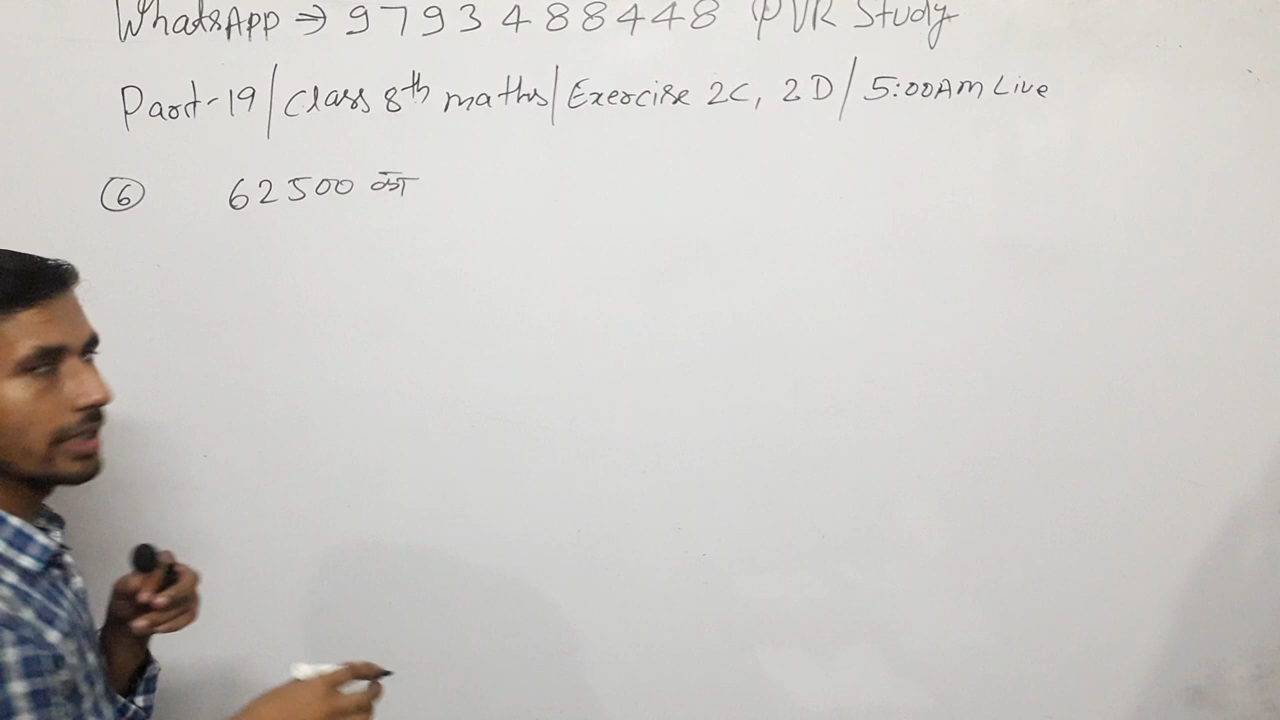 WhatsApp ⇒ 9793488448 PVR Study
Part-19/Class 8th maths/Exercise 2C, 2D/5:00AM Live
⑥ 62500 का